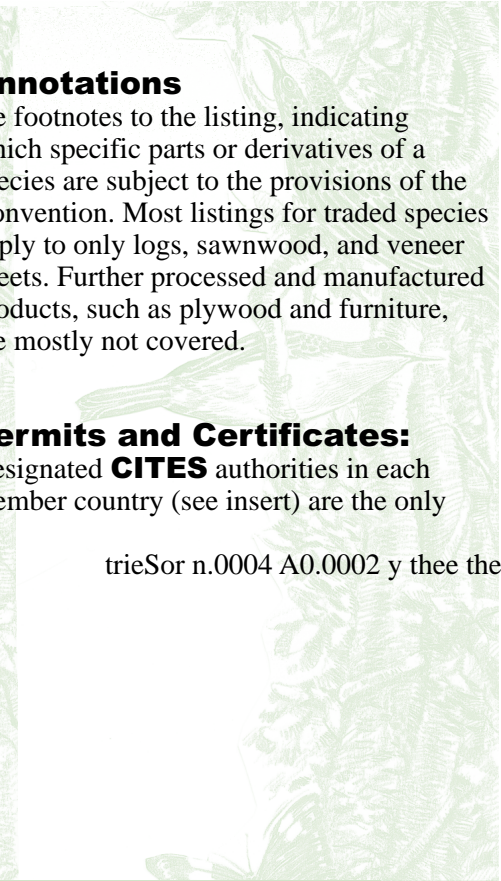 nnotations
e footnotes to the listing, indicating
hich specific parts or derivatives of a
ecies are subject to the provisions of the
onvention. Most listings for traded species
ply to only logs, sawnwood, and veneer
eets. Further processed and manufactured
oducts, such as plywood and furniture,
e mostly not covered.
ermits and Certificates:
esignated CITES authorities in each
ember country (see insert) are the only
trieSor n.0004 A0.0002 y thee the